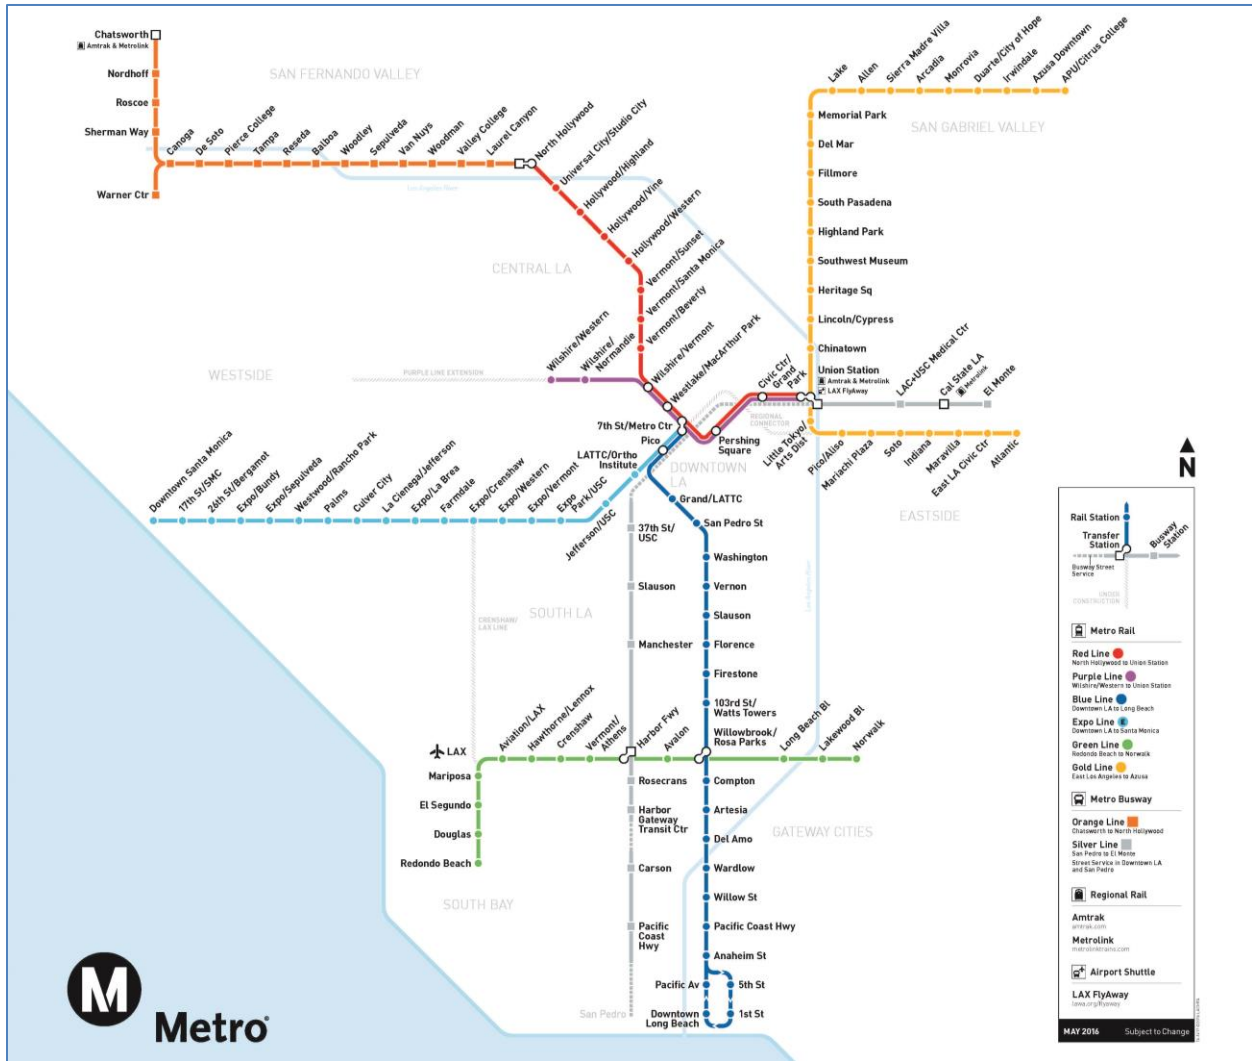 Chatsworth
Amtrak & Metrolink
Nordhoff
Roscoe
Sherman Way
Warner Ctr
SAN FERNANDO VALLEY
Canoga
De Soto
Pierce College
Tampa
Reseda
Balboa
Woodley
Sepulveda
Van Nuys
Woodman
Valley College
Laurel Canyon
North Hollywood
Universal City/Studio City
Hollywood/Highland
Hollywood/Vine
Hollywood/Western
Vermont/Sunset
Vermont/Santa Monica
Vermont/Beverly
Los Angeles River
CENTRAL LA
Lake
Allen
Sierra Madre Villa
Arcadia
Monrovia
Duarte/City of Hope
Irwindale
Azusa Downtown
APU/Citrus College
SAN GABRIEL VALLEY
Memorial Park
Del Mar
Fillmore
South Pasadena
Highland Park
Southwest Museum
Heritage Sq
Lincoln/Cypress
Chinatown
Union Station
Amtrak & Metrolink
LAX FlyAway
LAC+USC Medical Ctr
Cal State LA
Metrolink
El Monte
WESTSIDE
PURPLE LINE EXTENSION
Wilshire/Western
Wilshire/
Normandie
Wilshire/Vermont
Westlake/MacArthur Park
Civic Ctr/
Grand
Park
REGIONAL
CONNECTOR
7th St/Metro Ctr
Pershing
Square
Pico
Little Tokyo/
Arts Dist
Pico/Aliso
Mariachi Plaza
Soto
Indiana
Maravilla
East LA Civic Ctr
Atlantic
EASTSIDE
LATTC/Ortho
Institute
DOWNTOWN
LA
Downtown Santa Monica
17th St/SMC
26th St/Bergamot
Expo/Bundy
Expo/Sepulveda
Westwood/Rancho Park
Palms
Culver City
La Cienega/Jefferson
Expo/La Brea
Farmdale
Expo/Crenshaw
Expo/Western
Expo/Vermont
Expo
Park/USC
Jefferson/USC
Grand/LATTC
San Pedro St
37th St/
USC
Washington
Slauson
Vernon
Slauson
Manchester
Florence
Firestone
103rd St/
Watts Towers
Willowbrook/
Rosa Parks
Los Angeles River
SOUTH LA
CRENSHAW/
LAX LINE
LAX
Aviation/LAX
Hawthorne/Lennox
Crenshaw
Vermont/
Athens
Harbor Fwy
Avalon
Long Beach Bl
Lakewood Bl
Norwalk
Mariposa
El Segundo
Douglas
Redondo Beach
SOUTH BAY
Rosecrans
Harbor
Gateway
Transit Ctr
Carson
Pacific
Coast
Hwy
San Pedro
Compton
Artesia
Del Amo
Wardlow
Willow St
Pacific Coast Hwy
Anaheim St
Pacific Av
5th St
Downtown
Long Beach
1st St
GATEWAY CITIES
M
Metro
N
Rail Station
Transfer
Station
Busway
Station
Busway Street
Service
UNDER
CONSTRUCTION
Metro Rail
Red Line
North Hollywood to Union Station
Purple Line
Wilshire/Western to Union Station
Blue Line
Downtown LA to Long Beach
Expo Line E
Downtown LA to Santa Monica
Green Line
Redondo Beach to Norwalk
Gold Line
East Los Angeles to Azusa
Metro Busway
Orange Line
Chatsworth to North Hollywood
Silver Line
San Pedro to El Monte
Street Service in Downtown LA
and San Pedro
Regional Rail
Amtrak
amtrak.com
Metrolink
metrolinktrains.com
Airport Shuttle
LAX FlyAway
lawa.org/flyaway
MAY 2016 Subject to Change